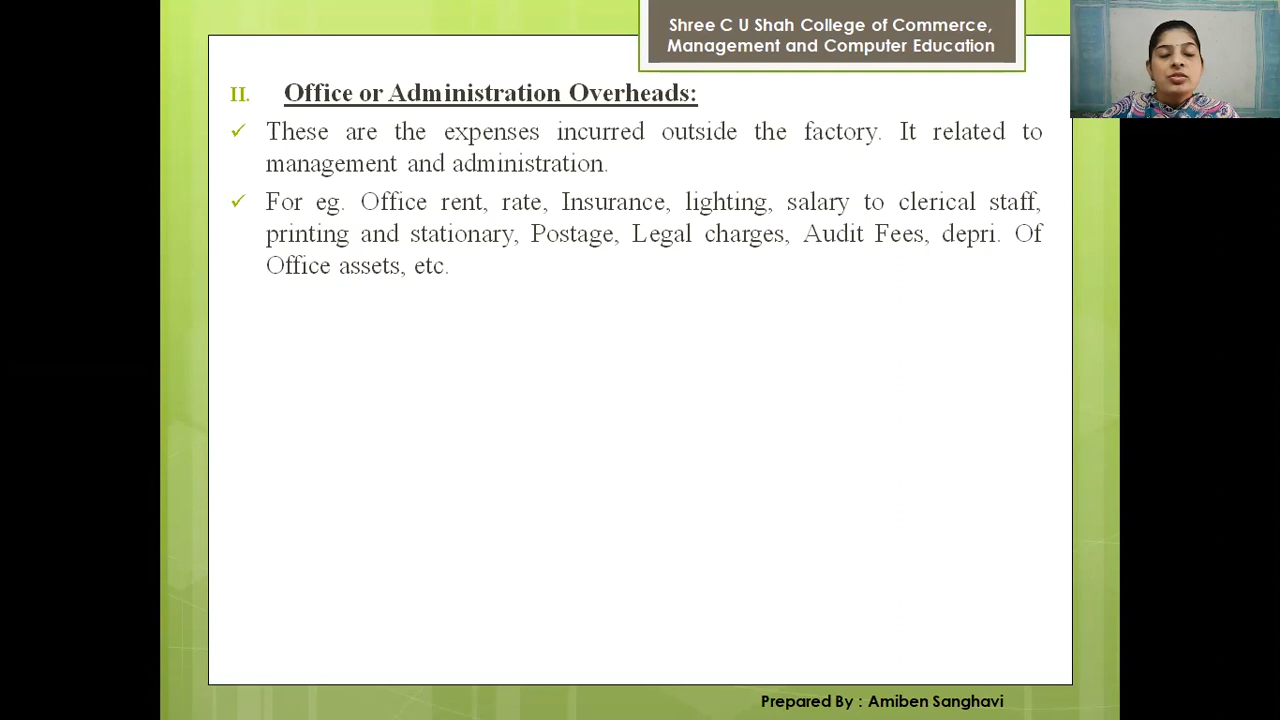 Shree C U Shah College of Commerce,
Management and Computer Education
II. Office or Administration Overheads:
✓ These are the expenses incurred outside the factory. It related to
management and administration.
✓ For eg. Office rent, rate, Insurance, lighting, salary to clerical staff,
printing and stationary, Postage, Legal charges, Audit Fees, depri. Of
Office assets, etc.
Prepared By : Amiben Sanghavi